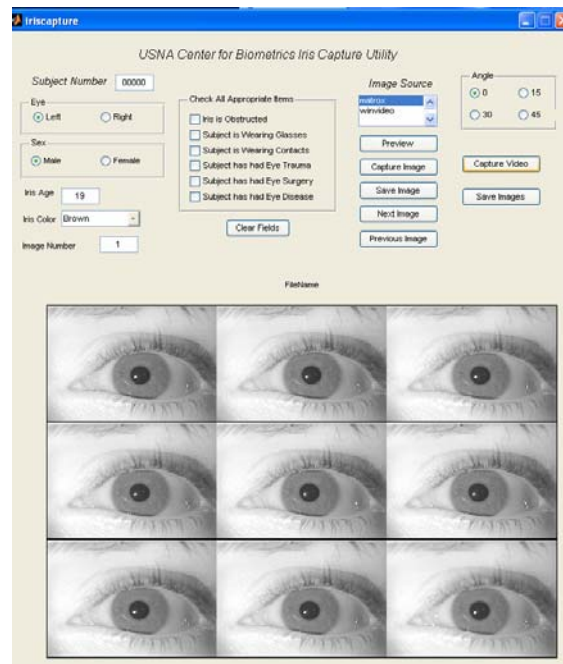 iriscapture
USNA Center for Biometrics Iris Capture Utility
Subject Number 00000
Eye
Left Right
Sex
Male Female
Iris Age 19
Iris Color Brown
Image Number 1
Check All Appropriate Items
Iris is Obstructed
Subject is Wearing Glasses
Subject is Wearing Contacts
Subject has had Eye Trauma
Subject has had Eye Surgery
Subject has had Eye Disease
Clear Fields
Image Source
matrox
winvideo
Preview
Capture Image
Save Image
Next Image
Previous Image
Angle
0 15
30 45
Capture Video
Save Images
FileName